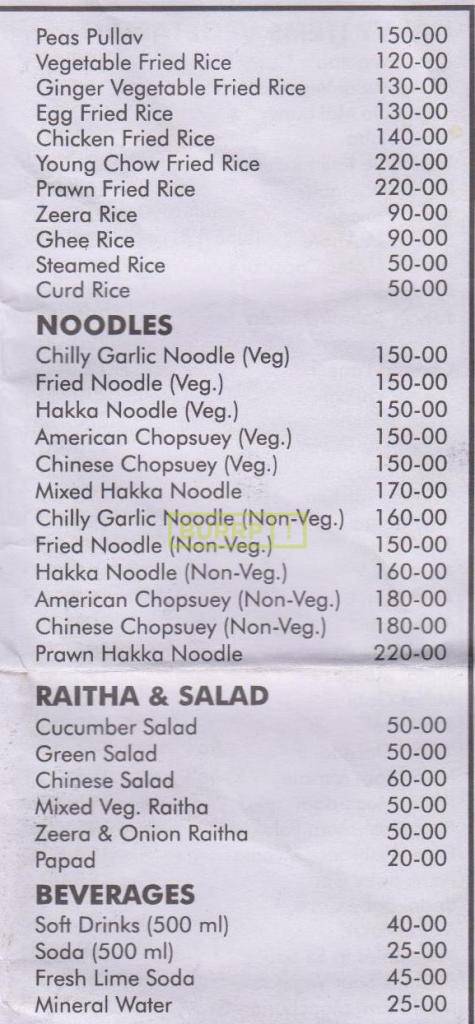 Peas Pullav 150-00
Vegetable Fried Rice 120-00
Ginger Vegetable Fried Rice 130-00
Egg Fried Rice 130-00
Chicken Fried Rice 140-00
Young Chow Fried Rice 220-00
Prawn Fried Rice 220-00
Zeera Rice 90-00
Ghee Rice 90-00
Steamed Rice 50-00
Curd Rice 50-00
NOODLES
Chilly Garlic Noodle (Veg) 150-00
Fried Noodle (Veg.) 150-00
Hakka Noodle (Veg.) 150-00
American Chopsuey (Veg.) 150-00
Chinese Chopsuey (Veg.) 150-00
Mixed Hakka Noodle 170-00
Chilly Garlic Noodle (Non-Veg.) 160-00
BURRP!
Fried Noodle (Non-Veg.) 150-00
Hakka Noodle (Non-Veg.) 160-00
American Chopsuey (Non-Veg.) 180-00
Chinese Chopsuey (Non-Veg.) 180-00
Prawn Hakka Noodle 220-00
RAITHA & SALAD
Cucumber Salad 50-00
Green Salad 50-00
Chinese Salad 60-00
Mixed Veg. Raitha 50-00
Zeera & Onion Raitha 50-00
Papad 20-00
BEVERAGES
Soft Drinks (500 ml) 40-00
Soda (500 ml) 25-00
Fresh Lime Soda 45-00
Mineral Water 25-00